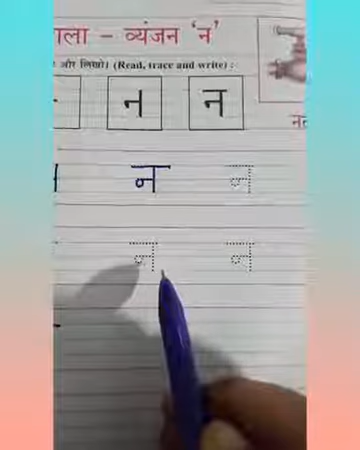 ला – व्यंजन 'न'
और लिखो। (Read, trace and write) :
न न
न न
न न